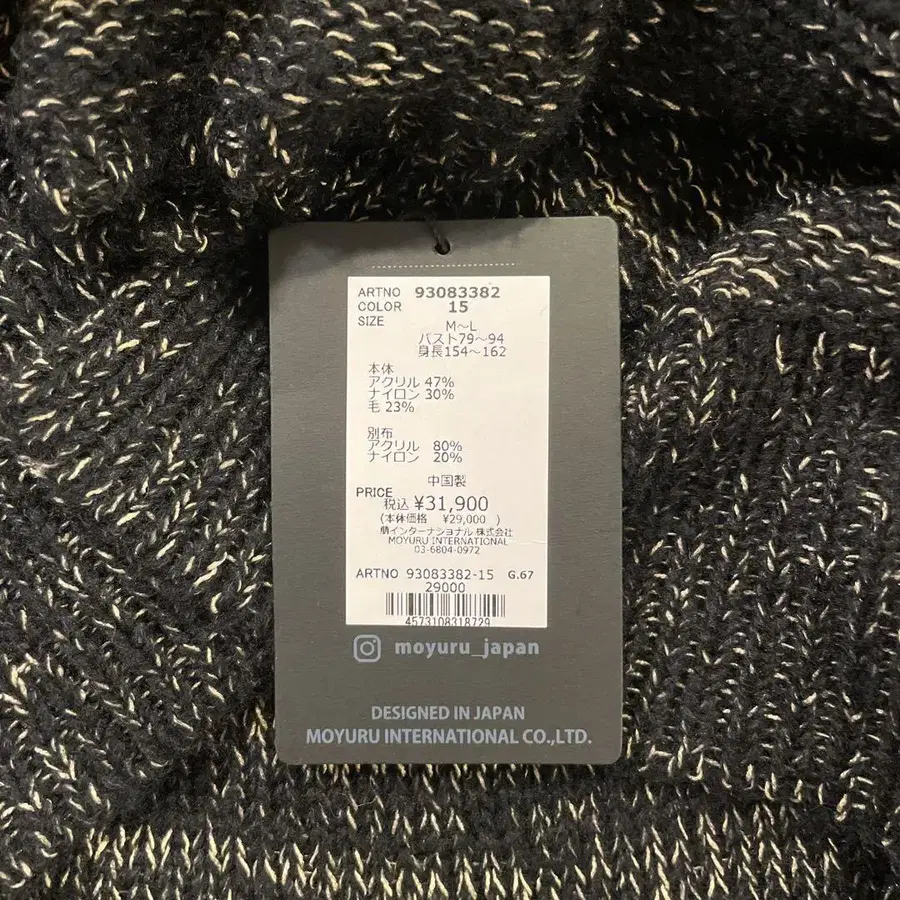 ARTNO 93083382
COLOR 15
SIZE
M～L
バスト79～94
身長154～162
本体
アクリル 47%
ナイロン 30%
毛 23%
別布
アクリル 80%
ナイロン 20%
中国製
PRICE
税込 ¥31,900
(本体価格 ¥29,000 )
インターナショナル 株式会社
MOYURU INTERNATIONAL
03-6804-0972
ARTNO 93083382-15 G.67
29000
4573108318729
moyuru_japan
DESIGNED IN JAPAN
MOYURU INTERNATIONAL CO.,LTD.